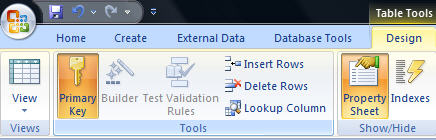 Table Tools
Home Create External Data Database Tools Design
View
Primary Key
Builder
Test Validation Rules
Insert Rows
Delete Rows
Lookup Column
Property Sheet
Indexes
Views Tools Show/Hide